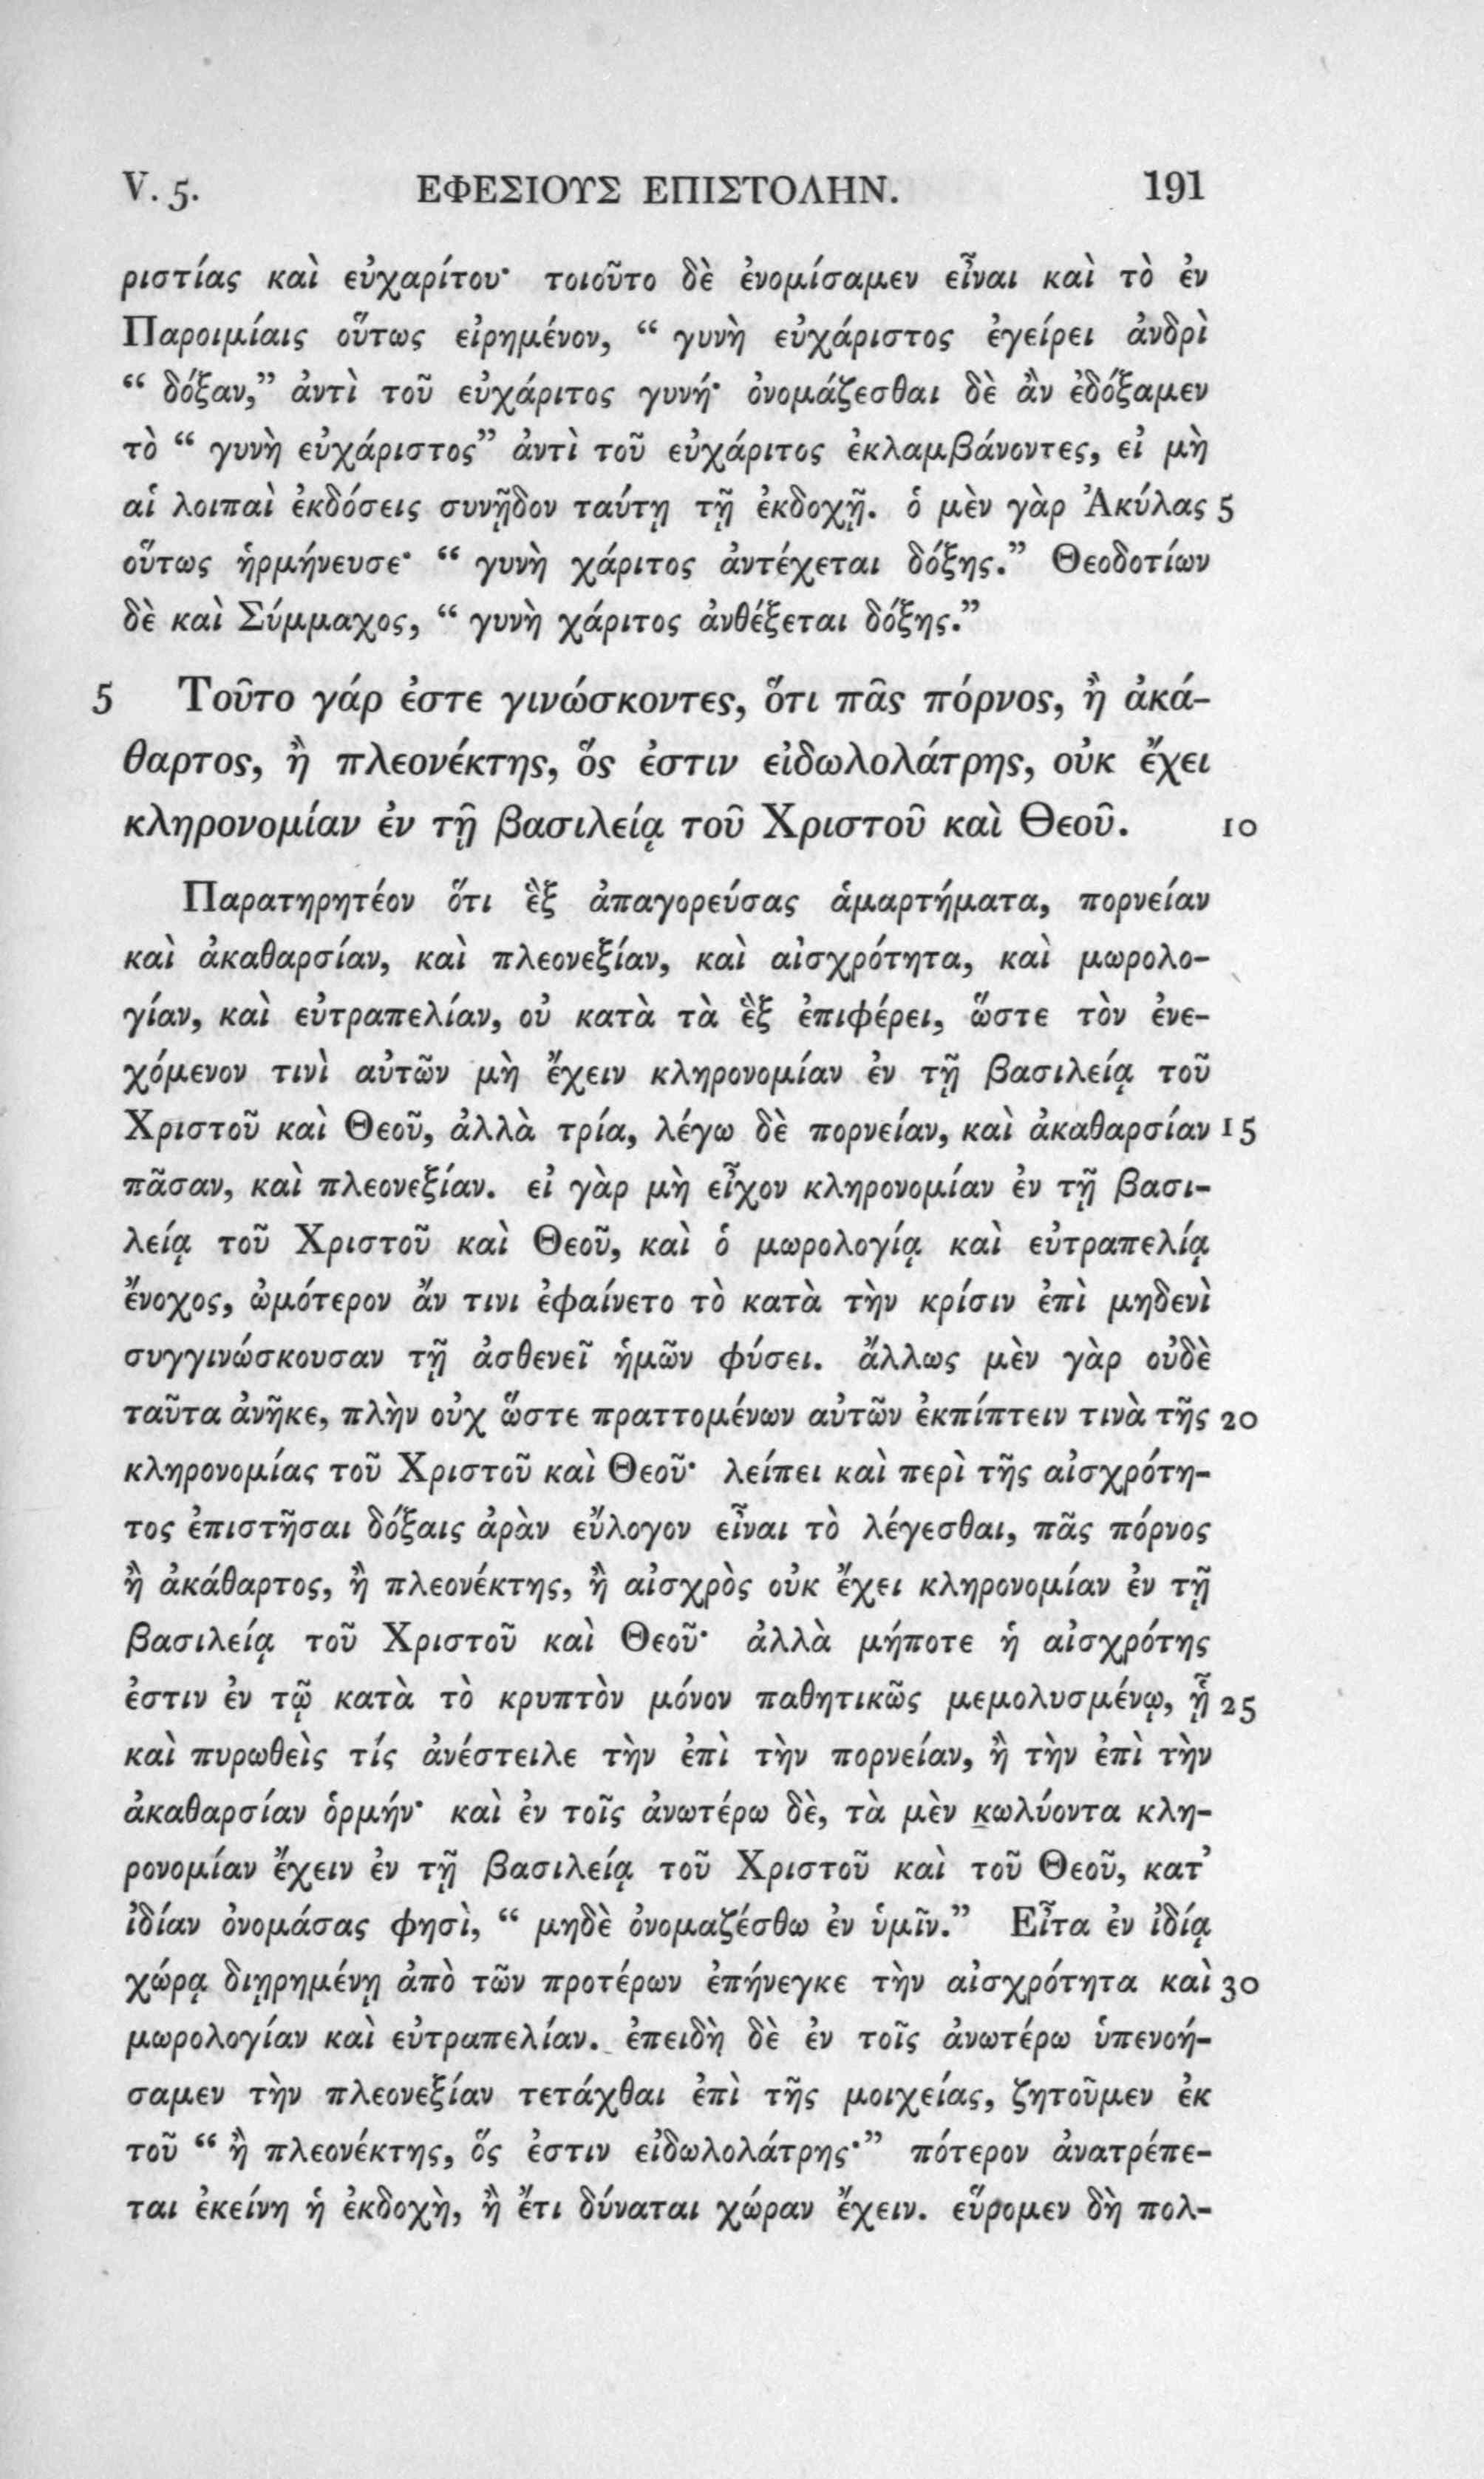 V. 5. ΕΦΕΣΙΟΥΣ ΕΠΙΣΤΟΛΗΝ. 191
ριστίας καὶ εὐχαρίτου· τοιοῦτο δὲ ἐνομίσαμεν εἶναι καὶ τὸ ἐν
Παροιμίαις οὕτως εἰρημένον, “ γυνὴ εὐχάριστος ἐγείρει ἀνδρὶ
“ δόξαν,” ἀντὶ τοῦ εὐχάριτος γυνή· ὀνομάζεσθαι δὲ ἂν ἐδόξαμεν
τὸ “ γυνὴ εὐχάριστος” ἀντὶ τοῦ εὐχάριτος ἐκλαμβάνοντες, εἰ μὴ
αἱ λοιπαὶ ἐκδόσεις συνῇδον ταύτῃ τῇ ἐκδοχῇ. ὁ μὲν γὰρ Ἀκύλας 5
οὕτως ἡρμήνευσε· “ γυνὴ χάριτος ἀντέχεται δόξης.” Θεοδοτίων
δὲ καὶ Σύμμαχος, “ γυνὴ χάριτος ἀνθέξεται δόξης.”
5 Τοῦτο γάρ ἐστε γινώσκοντες, ὅτι πᾶς πόρνος, ἢ ἀκά-
θαρτος, ἢ πλεονέκτης, ὅς ἐστιν εἰδωλολάτρης, οὐκ ἔχει
κληρονομίαν ἐν τῇ βασιλείᾳ τοῦ Χριστοῦ καὶ Θεοῦ. 10
Παρατηρητέον ὅτι ἓξ ἀπαγορεύσας ἁμαρτήματα, πορνείαν
καὶ ἀκαθαρσίαν, καὶ πλεονεξίαν, καὶ αἰσχρότητα, καὶ μωρολο-
γίαν, καὶ εὐτραπελίαν, οὐ κατὰ τὰ ἓξ ἐπιφέρει, ὥστε τὸν ἐνε-
χόμενον τινὶ αὐτῶν μὴ ἔχειν κληρονομίαν ἐν τῇ βασιλείᾳ τοῦ
Χριστοῦ καὶ Θεοῦ, ἀλλὰ τρία, λέγω δὲ πορνείαν, καὶ ἀκαθαρσίαν 15
πᾶσαν, καὶ πλεονεξίαν. εἰ γὰρ μὴ εἶχον κληρονομίαν ἐν τῇ βασι-
λείᾳ τοῦ Χριστοῦ καὶ Θεοῦ, καὶ ὁ μωρολογίᾳ καὶ εὐτραπελίᾳ
ἔνοχος, ὠμότερον ἄν τινι ἐφαίνετο τὸ κατὰ τὴν κρίσιν ἐπὶ μηδενὶ
συγγινώσκουσαν τῇ ἀσθενεῖ ἡμῶν φύσει. ἄλλως μὲν γὰρ οὐδὲ
ταῦτα ἀνῆκε, πλὴν οὐχ ὥστε πραττομένων αὐτῶν ἐκπίπτειν τινὰ τῆς 20
κληρονομίας τοῦ Χριστοῦ καὶ Θεοῦ· λείπει καὶ περὶ τῆς αἰσχρότη-
τος ἐπιστῆσαι δόξαις ἀρὰν εὔλογον εἶναι τὸ λέγεσθαι, πᾶς πόρνος
ἢ ἀκάθαρτος, ἢ πλεονέκτης, ἢ αἰσχρὸς οὐκ ἔχει κληρονομίαν ἐν τῇ
βασιλείᾳ τοῦ Χριστοῦ καὶ Θεοῦ· ἀλλὰ μήποτε ἡ αἰσχρότης
ἐστιν ἐν τῷ κατὰ τὸ κρυπτὸν μόνον παθητικῶς μεμολυσμένῳ, ᾗ 25
καὶ πυρωθεὶς τίς ἀνέστειλε τὴν ἐπὶ τὴν πορνείαν, ἢ τὴν ἐπὶ τὴν
ἀκαθαρσίαν ὁρμήν· καὶ ἐν τοῖς ἀνωτέρω δὲ, τὰ μὲν κωλύοντα κλη-
ρονομίαν ἔχειν ἐν τῇ βασιλείᾳ τοῦ Χριστοῦ καὶ τοῦ Θεοῦ, κατ’
ἰδίαν ὀνομάσας φησὶ, “ μηδὲ ὀνομαζέσθω ἐν ὑμῖν.” Εἶτα ἐν ἰδίᾳ
χώρᾳ διῃρημένῃ ἀπὸ τῶν προτέρων ἐπήνεγκε τὴν αἰσχρότητα καὶ 30
μωρολογίαν καὶ εὐτραπελίαν. ἐπειδὴ δὲ ἐν τοῖς ἀνωτέρω ὑπενοή-
σαμεν τὴν πλεονεξίαν τετάχθαι ἐπὶ τῆς μοιχείας, ζητοῦμεν ἐκ
τοῦ “ ἢ πλεονέκτης, ὅς ἐστιν εἰδωλολάτρης·” πότερον ἀνατρέπε-
ται ἐκείνη ἡ ἐκδοχὴ, ἢ ἔτι δύναται χώραν ἔχειν. εὕρομεν δὴ πολ-